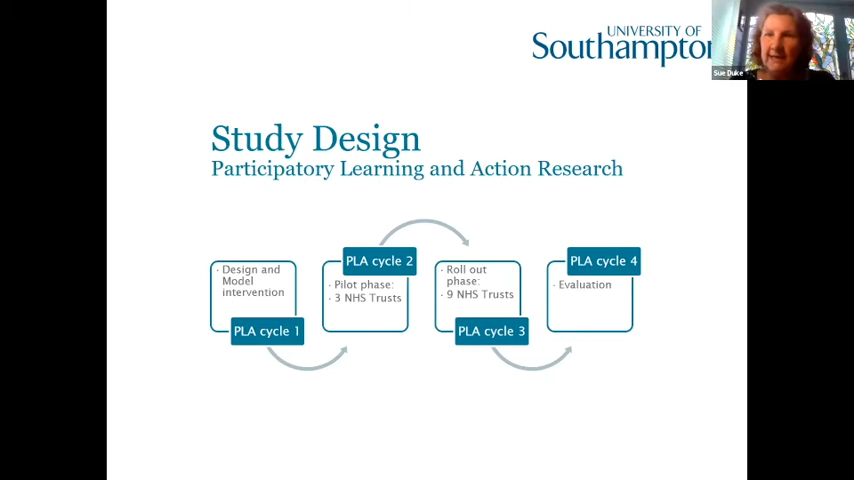 UNIVERSITY OF
Southampton
Sue Duke
Study Design
Participatory Learning and Action Research
· Design and
Model
intervention
PLA cycle 1
PLA cycle 2
· Pilot phase:
· 3 NHS Trusts
· Roll out
phase:
· 9 NHS Trusts
PLA cycle 3
PLA cycle 4
· Evaluation